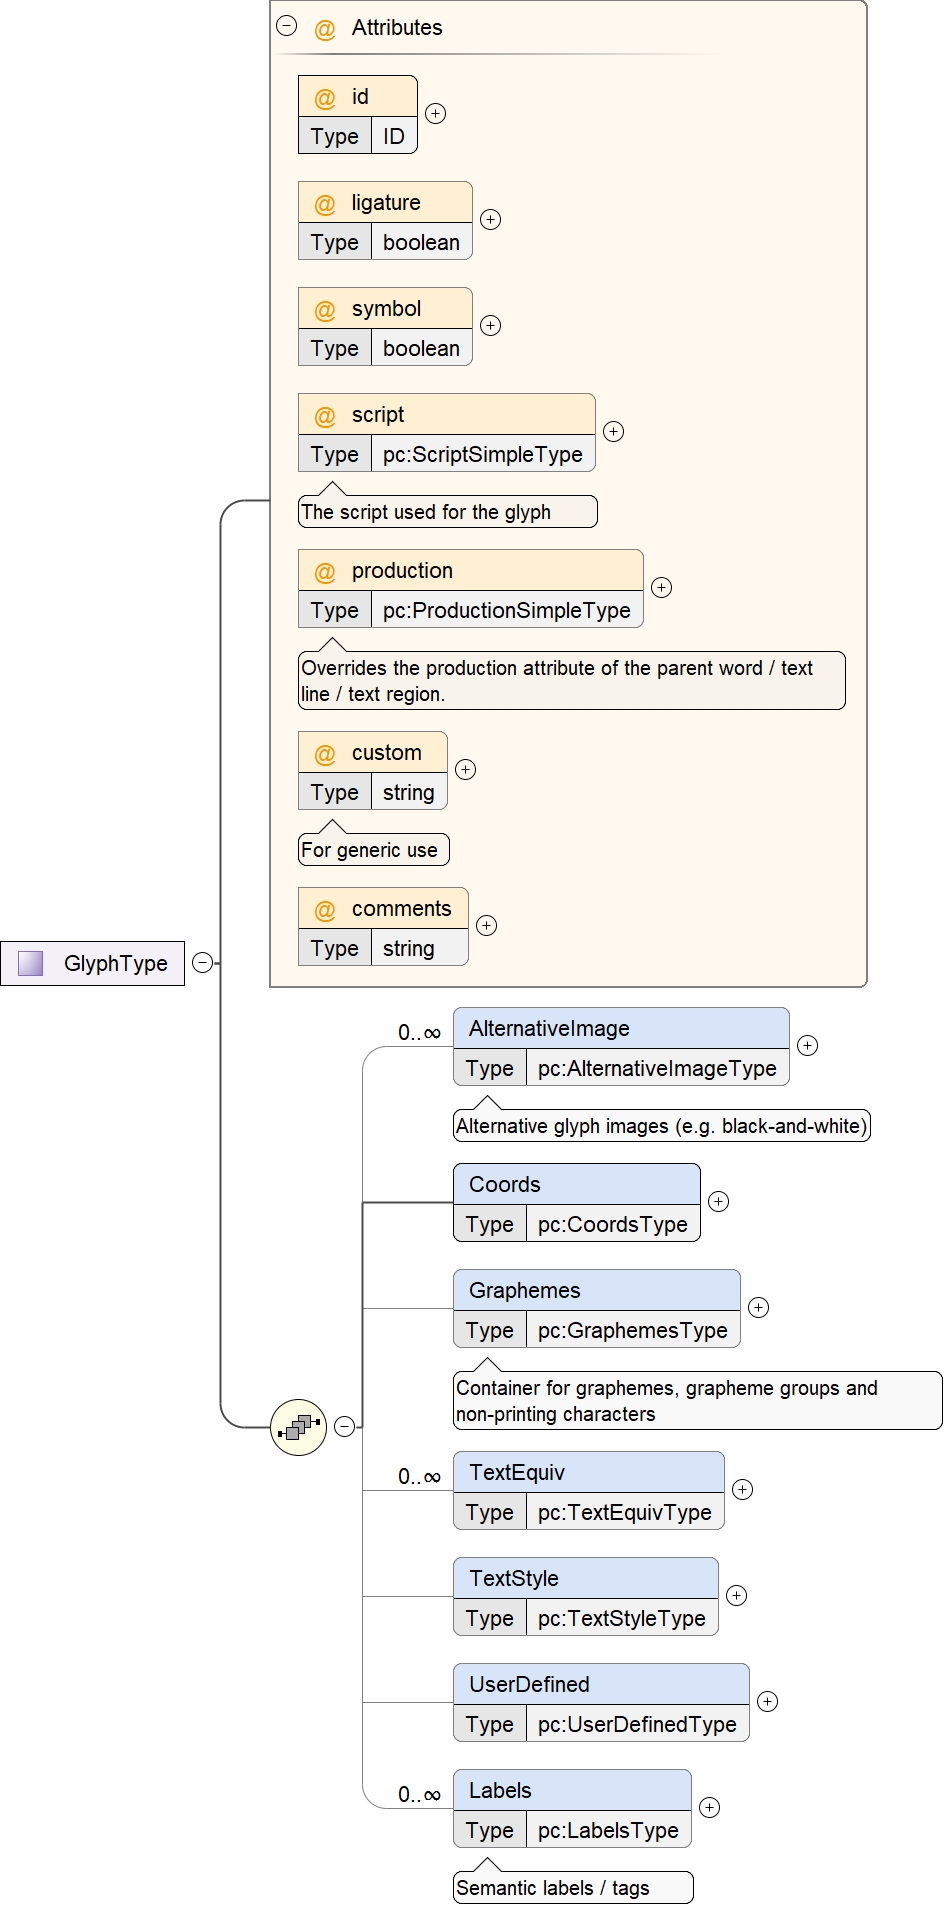 @ Attributes
@ id
Type ID
@ ligature
Type boolean
@ symbol
Type boolean
@ script
Type pc:ScriptSimpleType
The script used for the glyph
@ production
Type pc:ProductionSimpleType
Overrides the production attribute of the parent word / text
line / text region.
@ custom
Type string
For generic use
@ comments
Type string
GlyphType
0..∞ AlternativeImage
Type pc:AlternativeImageType
Alternative glyph images (e.g. black-and-white)
Coords
Type pc:CoordsType
Graphemes
Type pc:GraphemesType
Container for graphemes, grapheme groups and
non-printing characters
0..∞ TextEquiv
Type pc:TextEquivType
TextStyle
Type pc:TextStyleType
UserDefined
Type pc:UserDefinedType
0..∞ Labels
Type pc:LabelsType
Semantic labels / tags